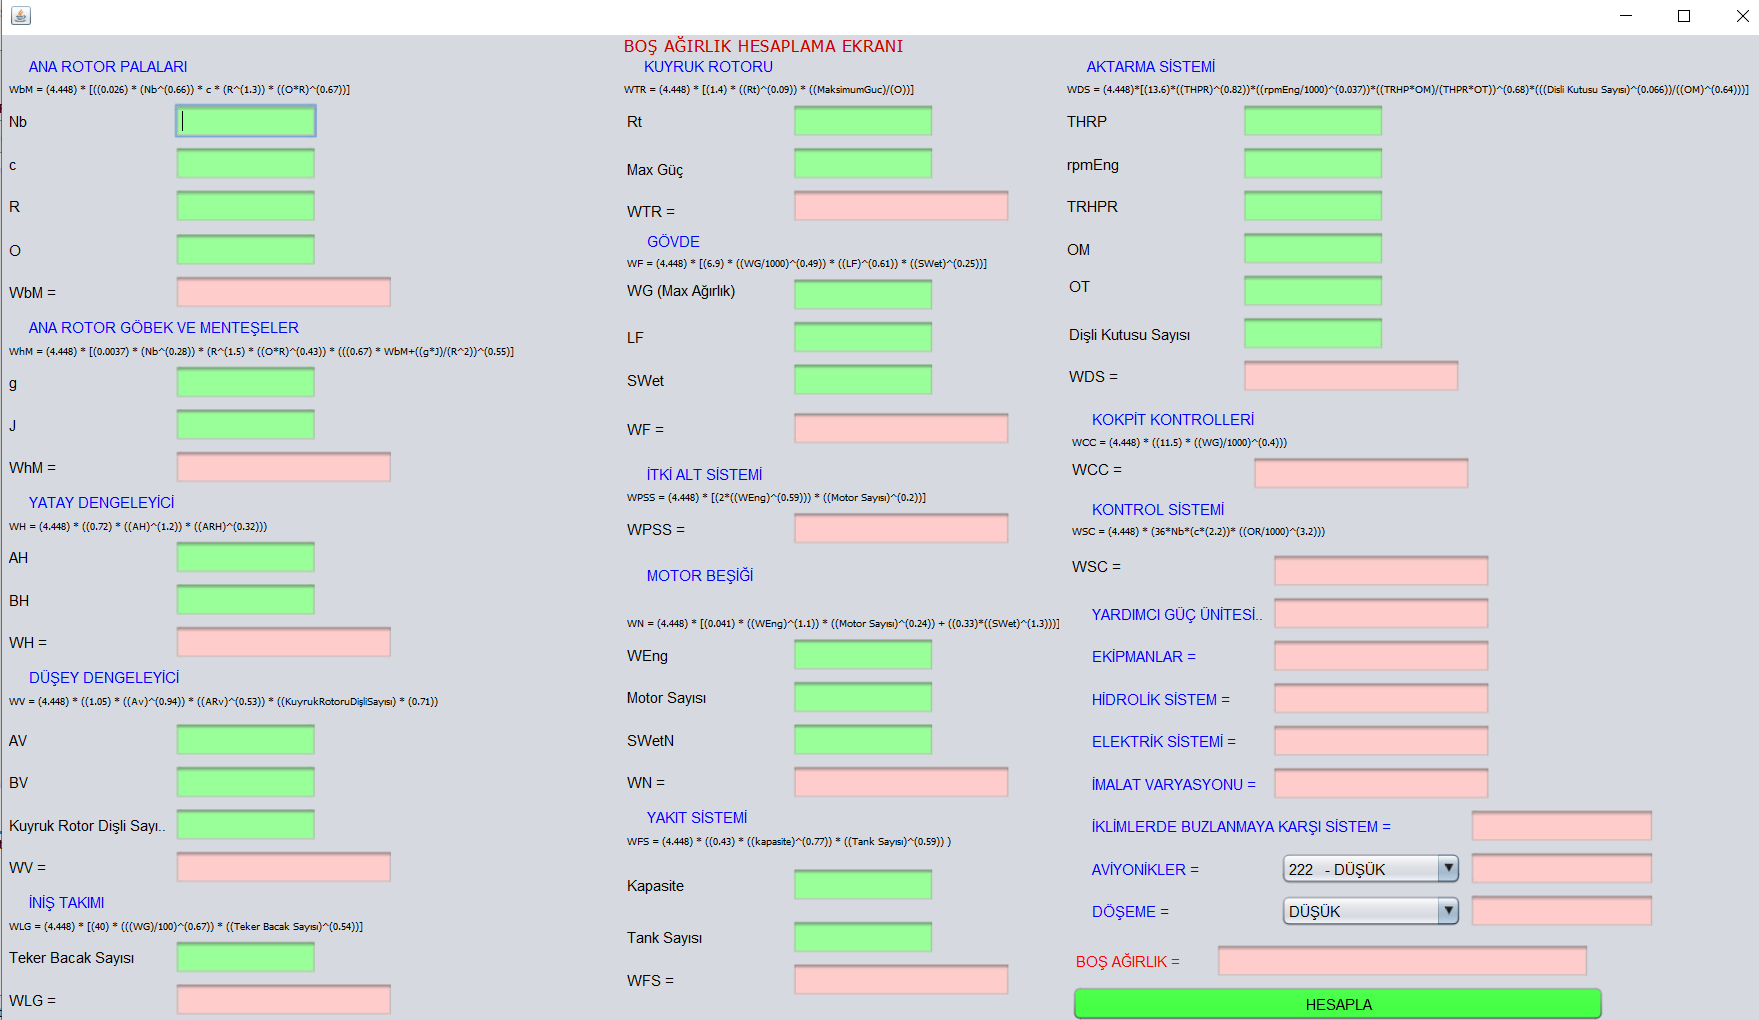 BOŞ AĞIRLIK HESAPLAMA EKRANI
ANA ROTOR PALALARI
WbM = (4.448) * [((0.026) * (Nb^(0.66)) * c * (R^(1.3)) * ((O*R)^(0.67))]
Nb
c
R
O
WbM =
ANA ROTOR GÖBEK VE MENTEŞELER
WhM = (4.448) * [(0.0037) * (Nb^(0.28)) * (R^(1.5) * ((O*R)^(0.43)) * (((0.67) * WbM+((g*J)/(R^2))^(0.55)]
g
J
WhM =
YATAY DENGELEYİCİ
WH = (4.448) * ((0.72) * ((AH)^(1.2)) * ((ARH)^(0.32)))
AH
BH
WH =
DÜŞEY DENGELEYİCİ
WV = (4.448) * ((1.05) * ((Av)^(0.94)) * ((ARv)^(0.53)) * ((KuyrukRotoruDişliSayısı) * (0.71))
AV
BV
Kuyruk Rotor Dişli Sayı..
WV =
İNİŞ TAKIMI
WLG = (4.448) * [(40) * (((WG)/100)^(0.67)) * ((Teker Bacak Sayısı)^(0.54))]
Teker Bacak Sayısı
WLG =
KUYRUK ROTORU
WTR = (4.448) * [(1.4) * ((Rt)^(0.09)) * ((MaksimumGuc)/(O))]
Rt
Max Güç
WTR =
GÖVDE
WF = (4.448) * [(6.9) * ((WG/1000)^(0.49)) * ((LF)^(0.61)) * ((SWet)^(0.25))]
WG (Max Ağırlık)
LF
SWet
WF =
İTKİ ALT SİSTEMİ
WPSS = (4.448) * [(2*((WEng)^(0.59))) * ((Motor Sayısı)^(0.2))]
WPSS =
MOTOR BEŞİĞİ
WN = (4.448) * [(0.041) * ((WEng)^(1.1)) * ((Motor Sayısı)^(0.24)) + ((0.33)*((SWet)^(1.3)))]
WEng
Motor Sayısı
SWetN
WN =
YAKIT SİSTEMİ
WFS = (4.448) * ((0.43) * ((kapasite)^(0.77)) * ((Tank Sayısı)^(0.59)) )
Kapasite
Tank Sayısı
WFS =
AKTARMA SİSTEMİ
WDS = (4.448)*[(13.6)*((THPR)^(0.82))*((rpmEng/1000)^(0.037))*((TRHP*OM)/(THPR*OT))^(0.68)*(((Disli Kutusu Sayısı)^(0.066))/((OM)^(0.64)))]
THRP
rpmEng
TRHPR
OM
OT
Dişli Kutusu Sayısı
WDS =
KOKPİT KONTROLLERİ
WCC = (4.448) * ((11.5) * ((WG)/1000)^(0.4)))
WCC =
KONTROL SİSTEMİ
WSC = (4.448) * (36*Nb*(c*(2.2))* ((OR/1000)^(3.2)))
WSC =
YARDIMCI GÜÇ ÜNİTESİ..
EKİPMANLAR =
HİDROLİK SİSTEM =
ELEKTRİK SİSTEMİ =
İMALAT VARYASYONU =
İKLİMLERDE BUZLANMAYA KARŞI SİSTEM =
AVİYONİKLER = 222 - DÜŞÜK
DÖŞEME = DÜŞÜK
BOŞ AĞIRLIK =
HESAPLA